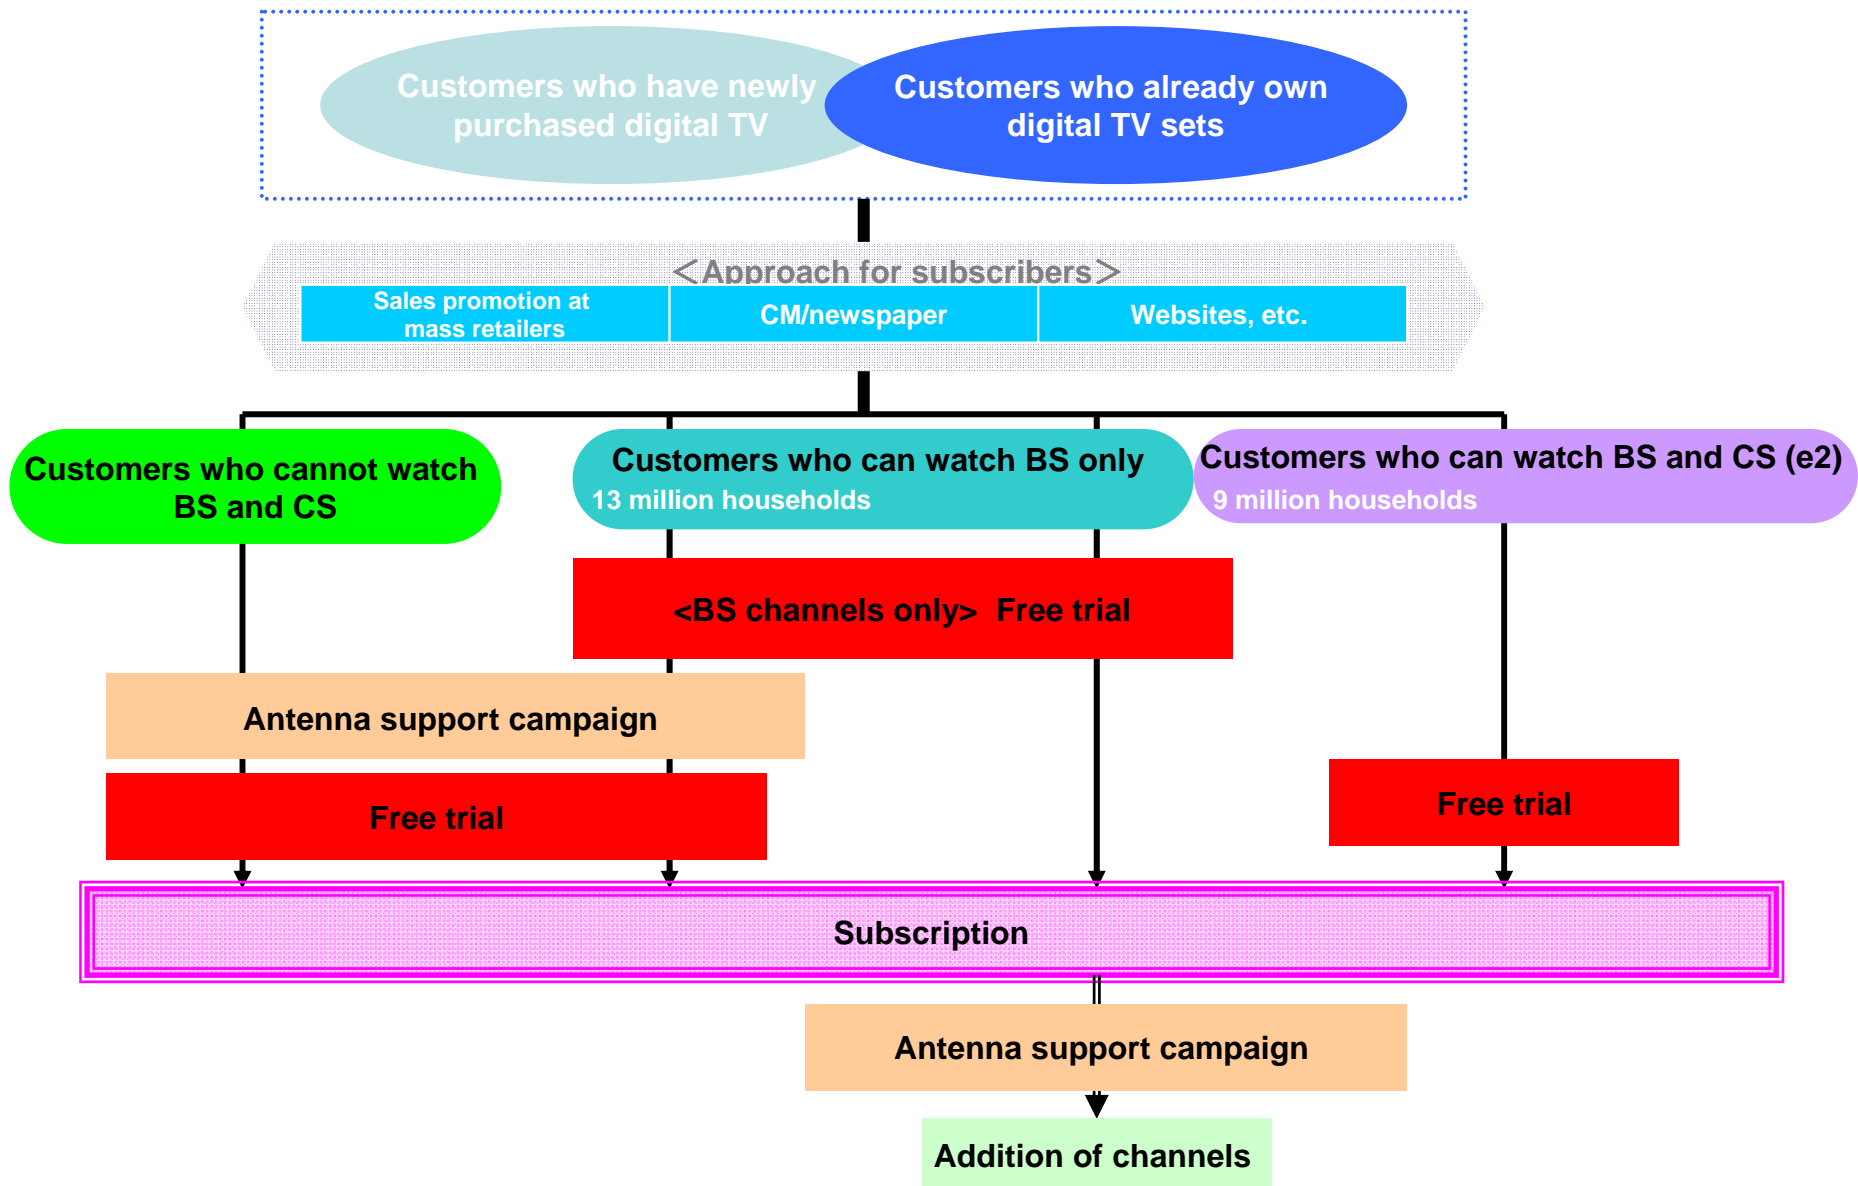 Customers who have newly
purchased digital TV
Customers who already own
digital TV sets
＜Approach for subscribers＞
Sales promotion at
mass retailers
CM/newspaper
Websites, etc.
Customers who cannot watch
BS and CS
Customers who can watch BS only
13 million households
Customers who can watch BS and CS (e2)
9 million households
<BS channels only>  Free trial
Antenna support campaign
Free trial
Free trial
Subscription
Antenna support campaign
Addition of channels